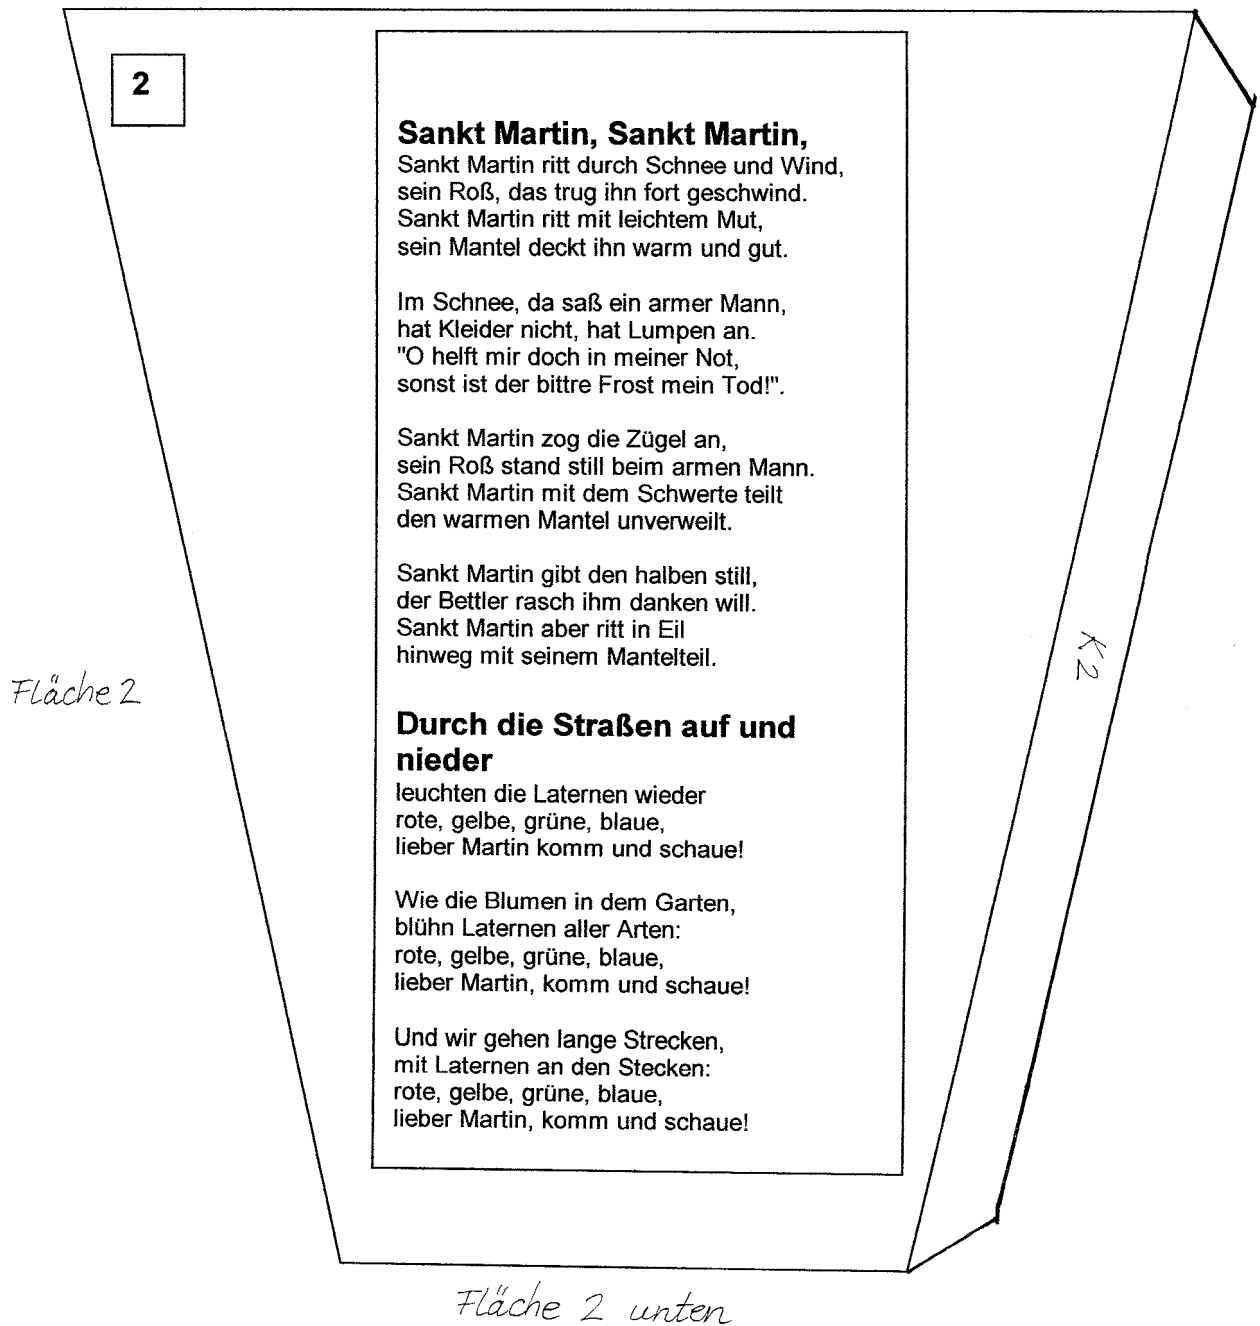 2
Sankt Martin, Sankt Martin,
Sankt Martin ritt durch Schnee und Wind,
sein Roß, das trug ihn fort geschwind.
Sankt Martin ritt mit leichtem Mut,
sein Mantel deckt ihn warm und gut.
Im Schnee, da saß ein armer Mann,
hat Kleider nicht, hat Lumpen an.
"O helft mir doch in meiner Not,
sonst ist der bittre Frost mein Tod!".
Sankt Martin zog die Zügel an,
sein Roß stand still beim armen Mann.
Sankt Martin mit dem Schwerte teilt
den warmen Mantel unverweilt.
Sankt Martin gibt den halben still,
der Bettler rasch ihm danken will.
Sankt Martin aber ritt in Eil
hinweg mit seinem Mantelteil.
Durch die Straßen auf und
nieder
leuchten die Laternen wieder
rote, gelbe, grüne, blaue,
lieber Martin komm und schaue!
Wie die Blumen in dem Garten,
blühn Laternen aller Arten:
rote, gelbe, grüne, blaue,
lieber Martin, komm und schaue!
Und wir gehen lange Strecken,
mit Laternen an den Stecken:
rote, gelbe, grüne, blaue,
lieber Martin, komm und schaue!
Fläche 2
K2
Fläche 2 unten